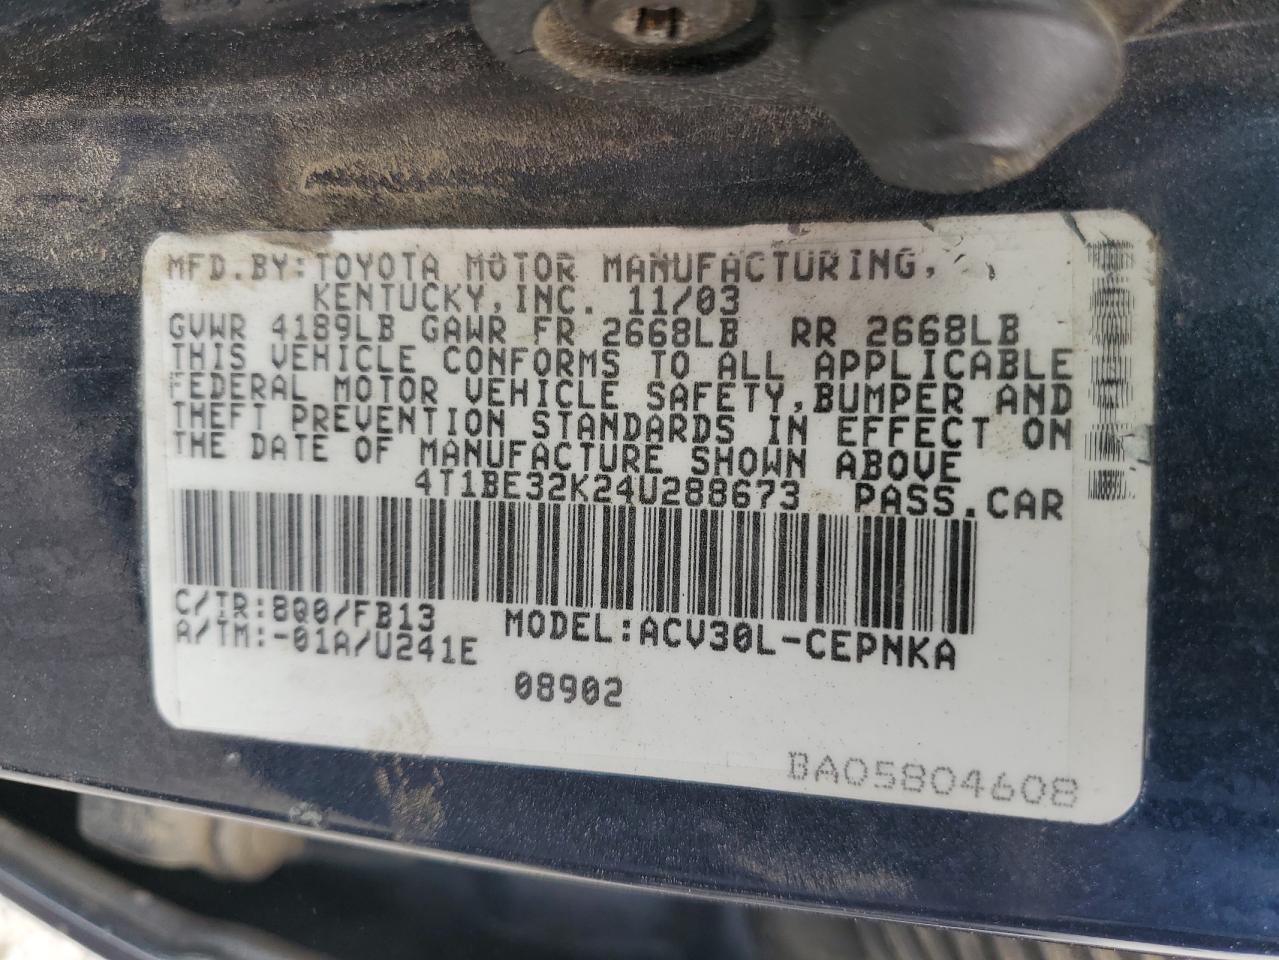 MFD.BY:TOYOTA MOTOR MANUFACTURING,
KENTUCKY,INC. 11/03
GVWR 4189LB GAWR FR 2668LB RR 2668LB
THIS VEHICLE CONFORMS TO ALL APPLICABLE
FEDERAL MOTOR VEHICLE SAFETY,BUMPER AND
THEFT PREVENTION STANDARDS IN EFFECT ON
THE DATE OF MANUFACTURE SHOWN ABOVE
4T1BE32K24U288673 PASS.CAR
C/TR:8Q0/FB13 MODEL:ACV30L-CEPNKA
A/TM:-01A/U241E
08902
BA05804608